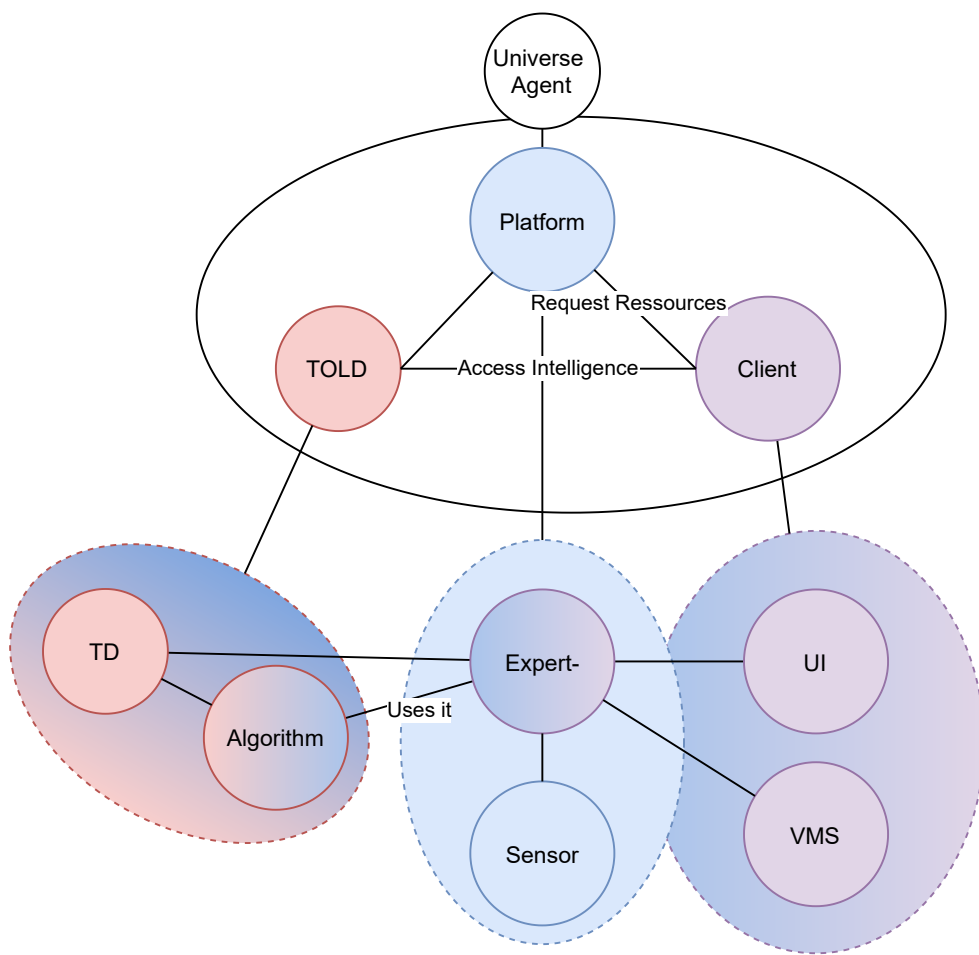 Universe
Agent
Platform
Request Ressources
TOLD
Access Intelligence
Client
TD
Expert-
UI
Uses it
Algorithm
VMS
Sensor